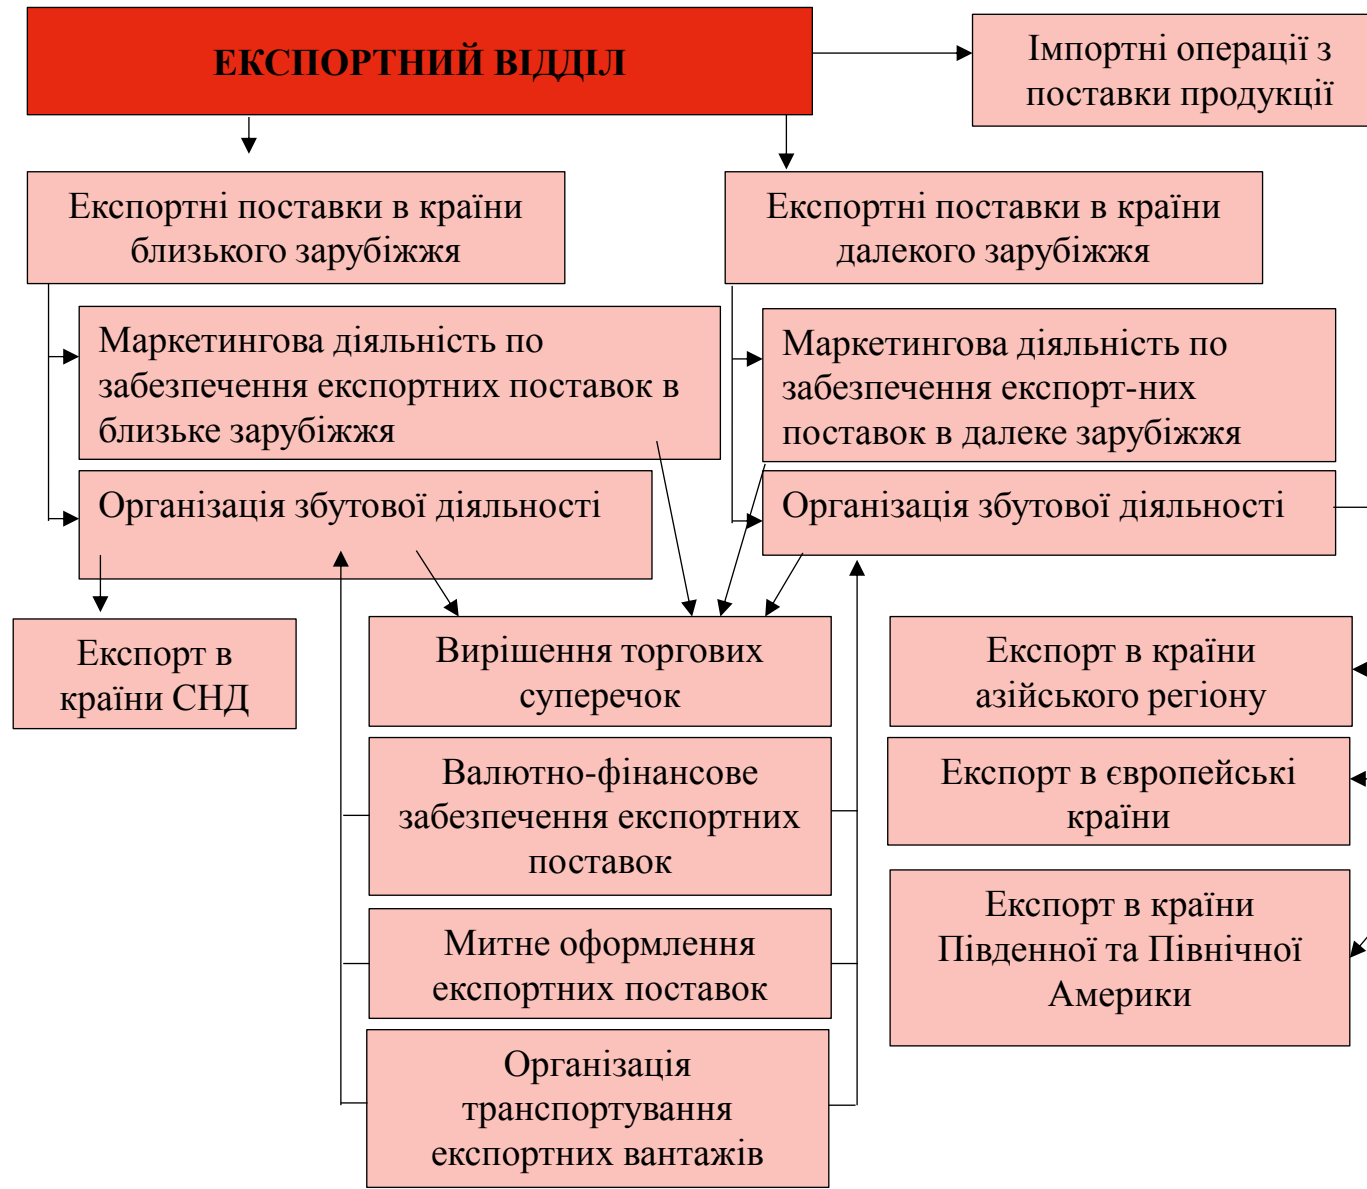 ЕКСПОРТНИЙ ВІДДІЛ
Імпортні операції з
поставки продукції
Експортні поставки в країни
близького зарубіжжя
Експортні поставки в країни
далекого зарубіжжя
Маркетингова діяльність по
забезпечення експортних поставок в
близьке зарубіжжя
Маркетингова діяльність по
забезпечення експорт-них
поставок в далеке зарубіжжя
Організація збутової діяльності
Організація збутової діяльності
Експорт в
країни СНД
Вирішення торгових
суперечок
Експорт в країни
азійського регіону
Валютно-фінансове
забезпечення експортних
поставок
Експорт в європейські
країни
Митне оформлення
експортних поставок
Експорт в країни
Південної та Північної
Америки
Організація
транспортування
експортних вантажів